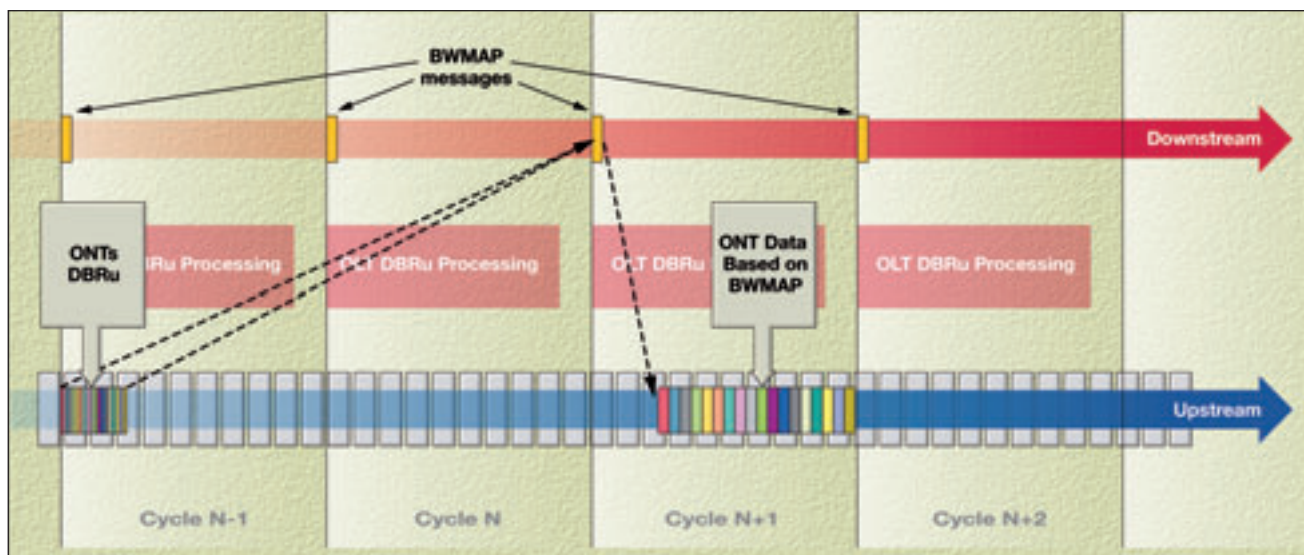 BWMAP
messages
Downstream
ONTs
DBRu
BRu Processing
OLT DBRu Processing
OLT DBRu
ONT Data
Based on
BWMAP
OLT DBRu Processing
Upstream
Cycle N-1
Cycle N
Cycle N+1
Cycle N+2